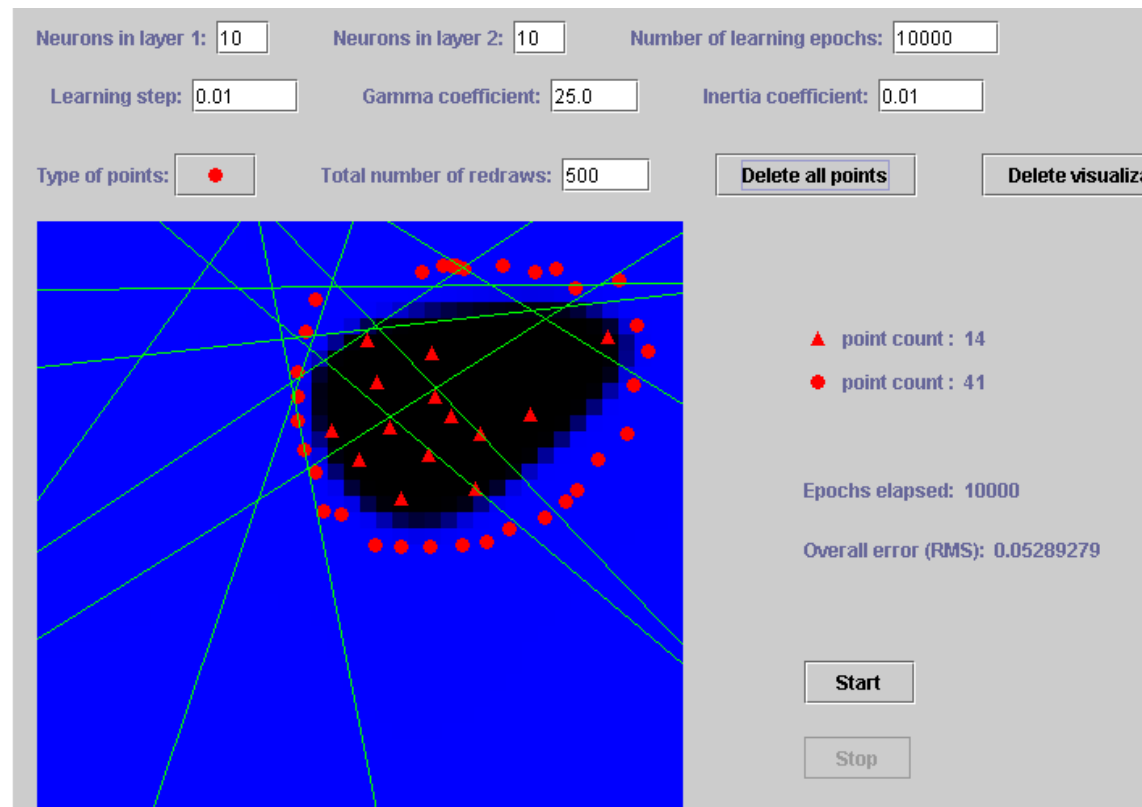 Neurons in layer 1: 10 Neurons in layer 2: 10 Number of learning epochs: 10000
Learning step: 0.01 Gamma coefficient: 25.0 Inertia coefficient: 0.01
Type of points: Total number of redraws: 500 Delete all points Delete visualiza
point count : 14
point count : 41
Epochs elapsed: 10000
Overall error (RMS): 0.05289279
Start
Stop